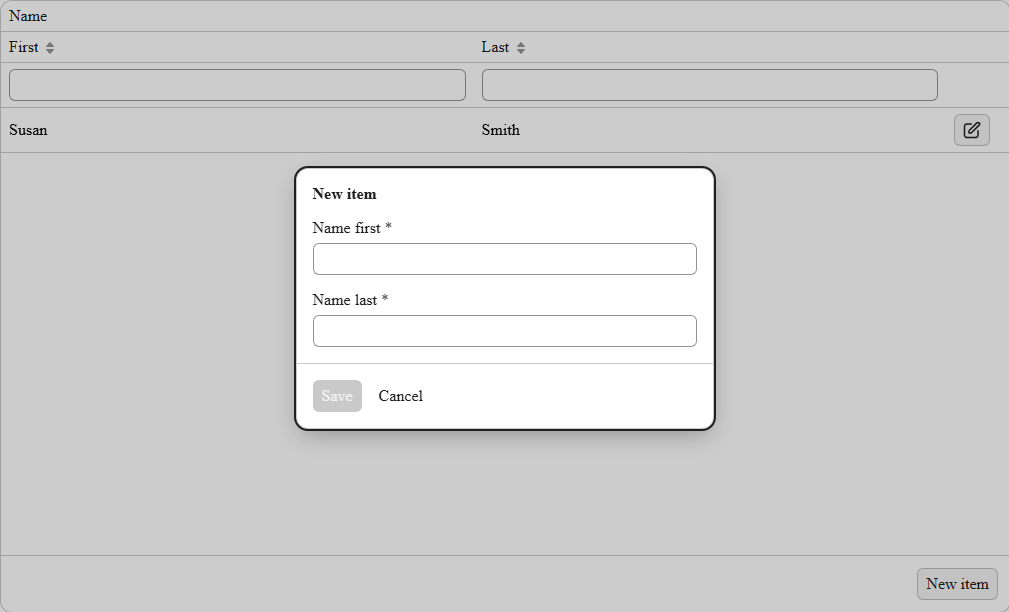 Name
First Last
Susan Smith
New item
Name first *
Name last *
Save Cancel
New item